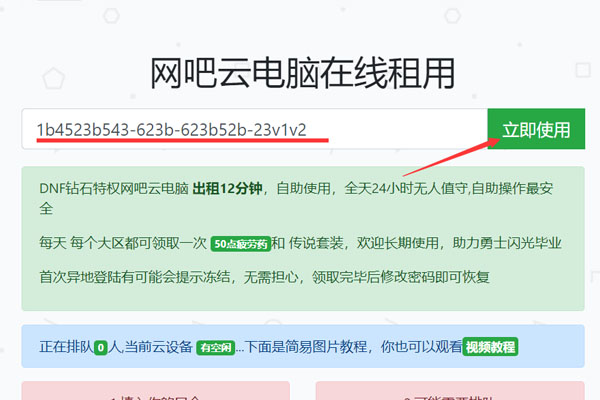 网吧云电脑在线租用
1b4523b543-623b-623b52b-23v1v2
立即使用
DNF钻石特权网吧云电脑 出租12分钟，自助使用，全天24小时无人值守,自助操作最安
全
每天 每个大区都可领取一次 50点疲劳药和 传说套装，欢迎长期使用，助力勇士闪光毕业
首次异地登陆有可能会提示冻结，无需担心，领取完毕后修改密码即可恢复
正在排队0人,当前云设备 有空闲...下面是简易图片教程，你也可以观看视频教程